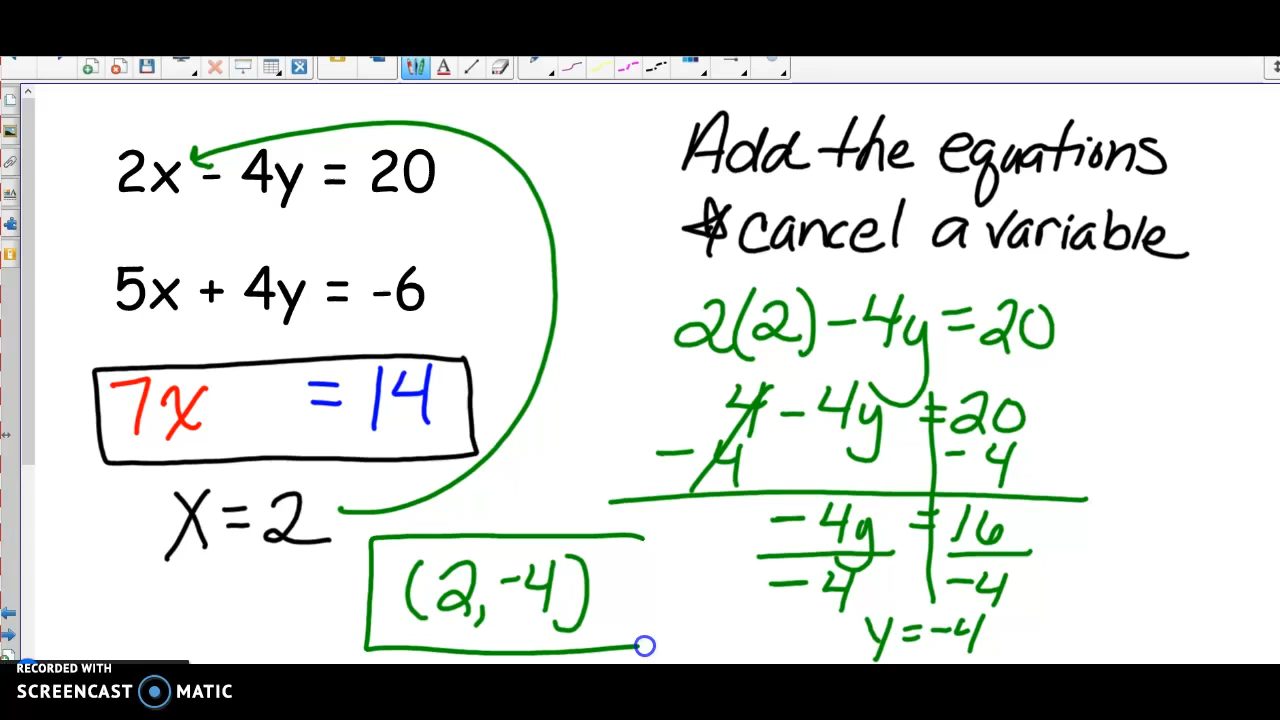 2x - 4y = 20
5x + 4y = -6
7x = 14
x = 2
(2, -4)
Add the equations
& cancel a variable
2(2) - 4y = 20
4 - 4y = 20
- 4 - 4
-4y = 16
-4 -4
y = -4
RECORDED WITH
SCREENCAST MATIC